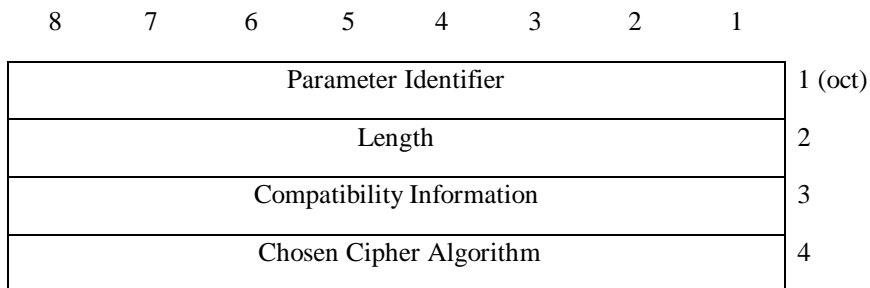 8 7 6 5 4 3 2 1
Parameter Identifier 1 (oct)
Length 2
Compatibility Information 3
Chosen Cipher Algorithm 4